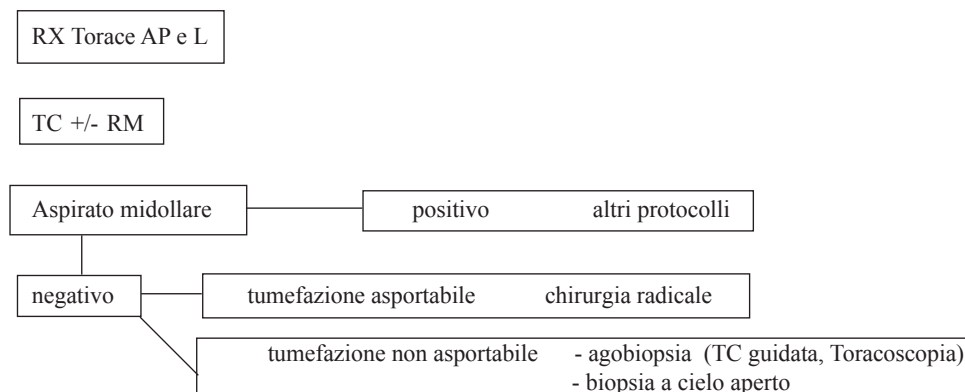 RX Torace AP e L
TC +/- RM
Aspirato midollare
positivo altri protocolli
negativo
tumefazione asportabile chirurgia radicale
tumefazione non asportabile - agobiopsia (TC guidata, Toracoscopia)
- biopsia a cielo aperto